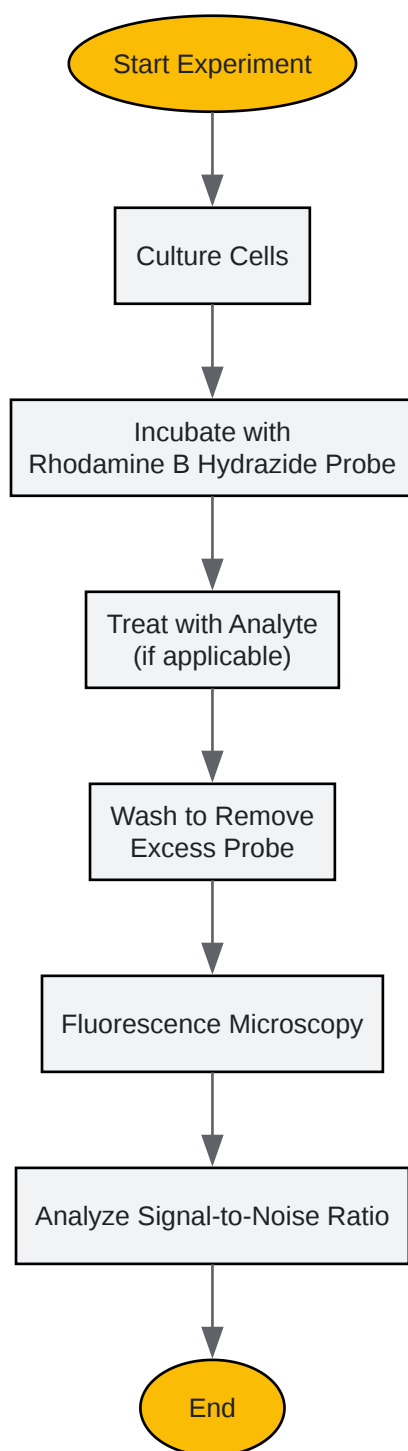 Start Experiment
Culture Cells
Incubate with
Rhodamine B Hydrazide Probe
Treat with Analyte
(if applicable)
Wash to Remove
Excess Probe
Fluorescence Microscopy
Analyze Signal-to-Noise Ratio
End